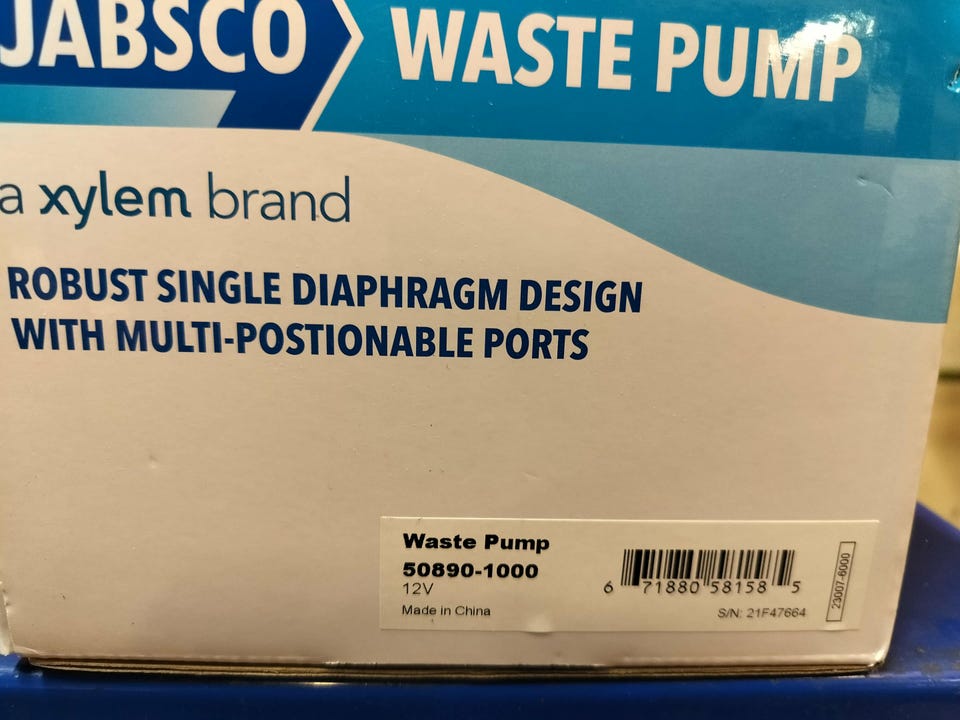 JABSCO
WASTE PUMP
a xylem brand
ROBUST SINGLE DIAPHRAGM DESIGN
WITH MULTI-POSTIONABLE PORTS
Waste Pump
50890-1000
12V
Made in China
6 71880 58158 5
S/N: 21F47664
23007-6000